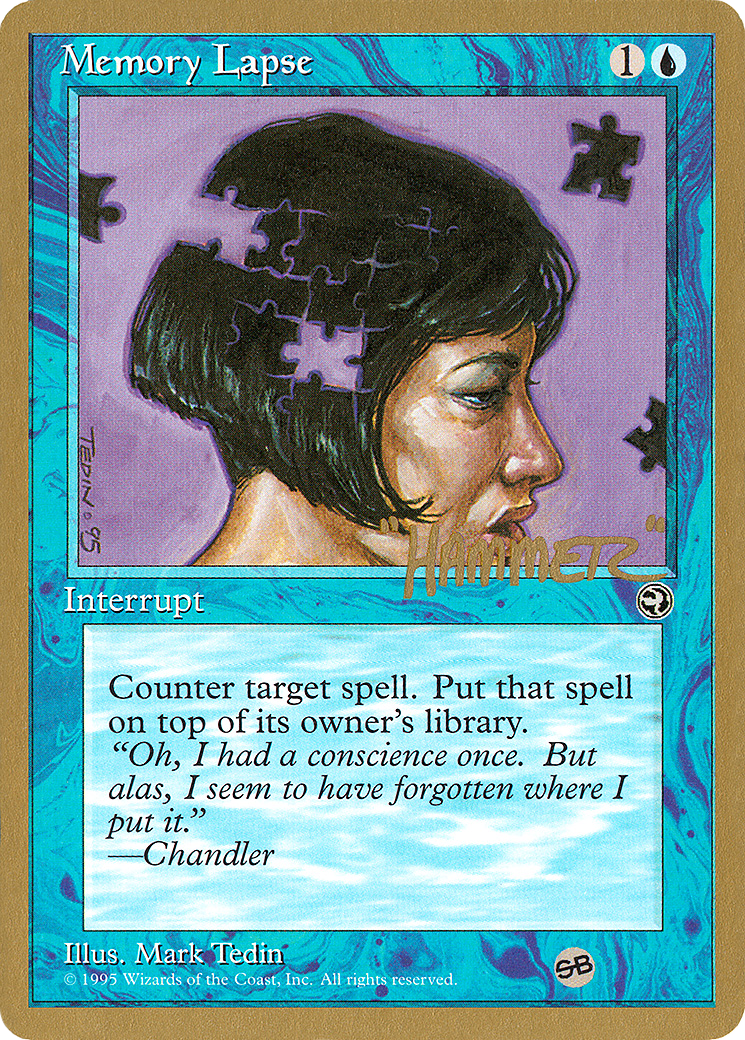 Memory Lapse 1
TEDIN. 95
"HAMMETZ"
Interrupt
Counter target spell. Put that spell
on top of its owner's library.
"Oh, I had a conscience once. But
alas, I seem to have forgotten where I
put it."
—Chandler
Illus. Mark Tedin
© 1995 Wizards of the Coast, Inc. All rights reserved.
SB